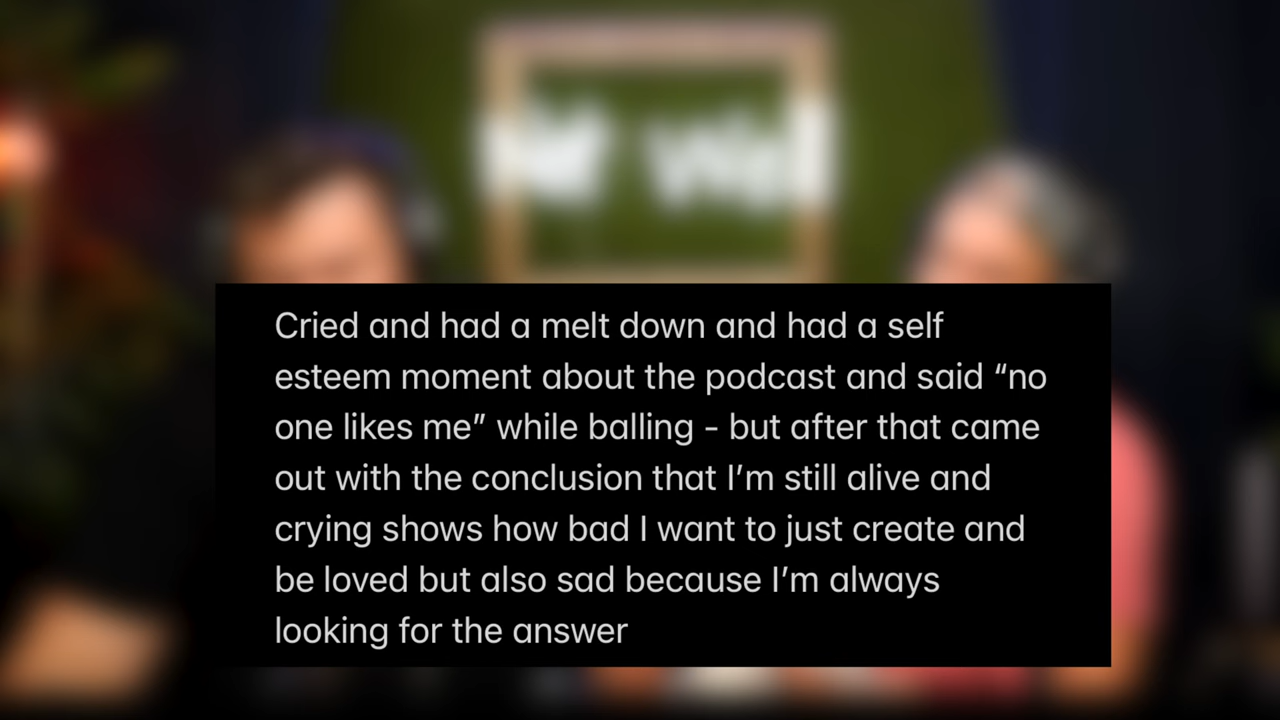 Cried and had a melt down and had a self
esteem moment about the podcast and said “no
one likes me” while balling - but after that came
out with the conclusion that I’m still alive and
crying shows how bad I want to just create and
be loved but also sad because I’m always
looking for the answer